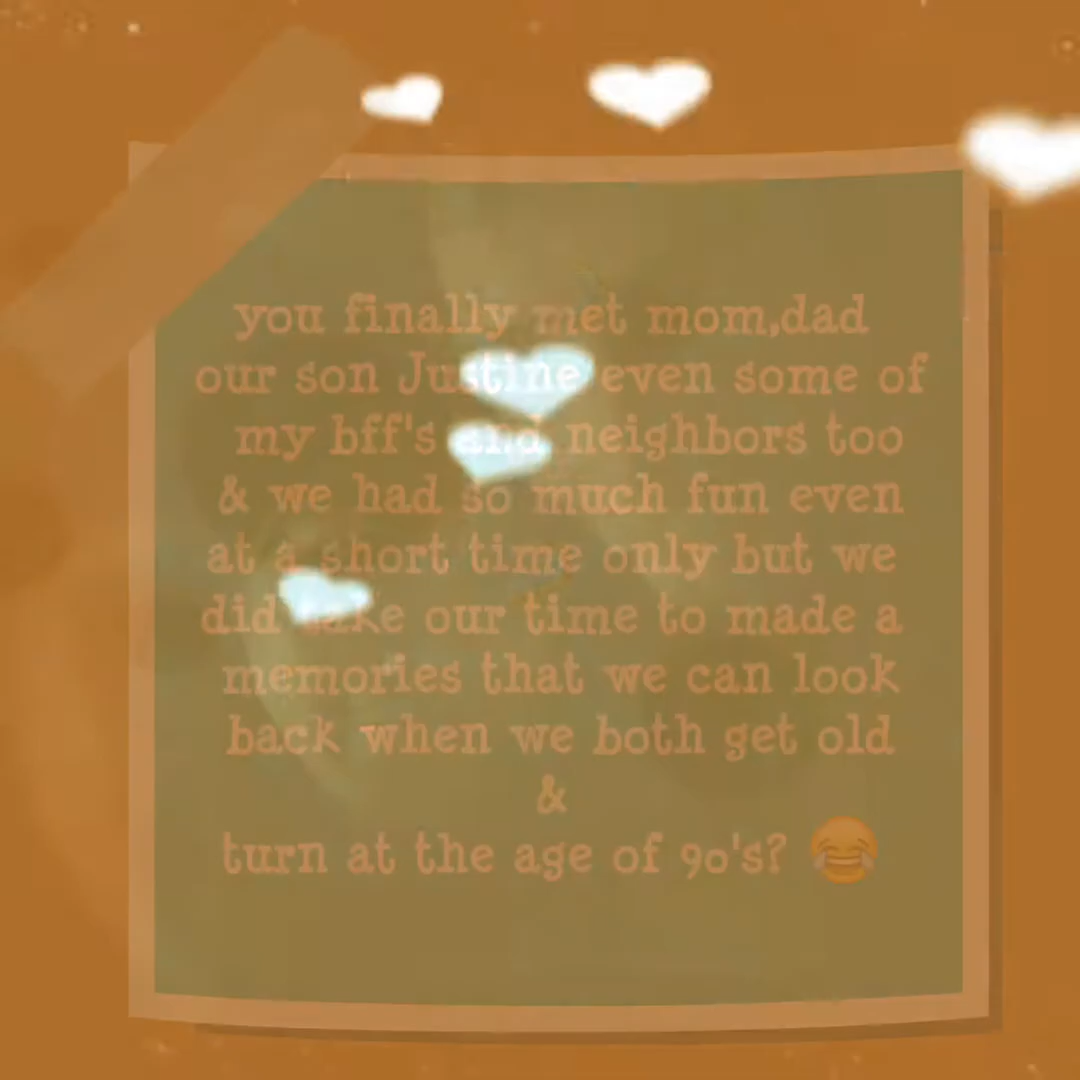 you finally met mom,dad
our son Justine even some of
my bff's and neighbors too
& we had so much fun even
at a short time only but we
did take our time to made a
memories that we can look
back when we both get old
&
turn at the age of 90's? 😂